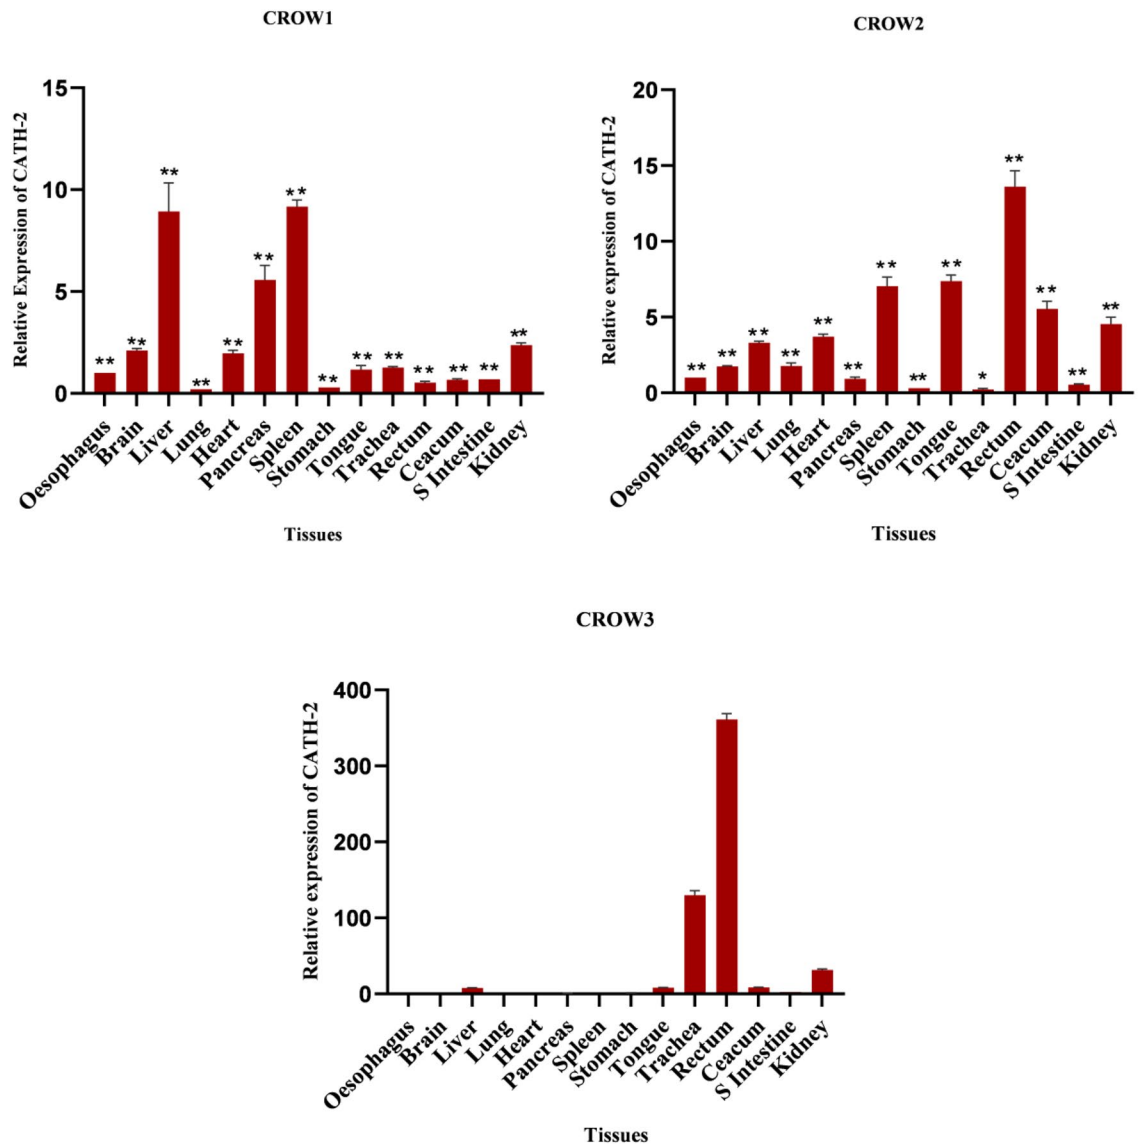 CROW1
15
10
5
0
Relative Expression of CATH-2
** ** ** ** ** ** ** ** ** ** ** ** ** **
Oesophagus
Brain
Liver
Lung
Heart
Pancreas
Spleen
Stomach
Tongue
Trachea
Rectum
Ceacum
S Intestine
Kidney
Tissues
CROW2
20
15
10
5
0
Relative expression of CATH-2
** ** ** ** ** ** ** ** ** * ** ** ** **
Oesophagus
Brain
Liver
Lung
Heart
Pancreas
Spleen
Stomach
Tongue
Trachea
Rectum
Ceacum
S Intestine
Kidney
Tissues
CROW3
400
300
200
100
0
Relative expression of CATH-2
Oesophagus
Brain
Liver
Lung
Heart
Pancreas
Spleen
Stomach
Tongue
Trachea
Rectum
Ceacum
S Intestine
Kidney
Tissues